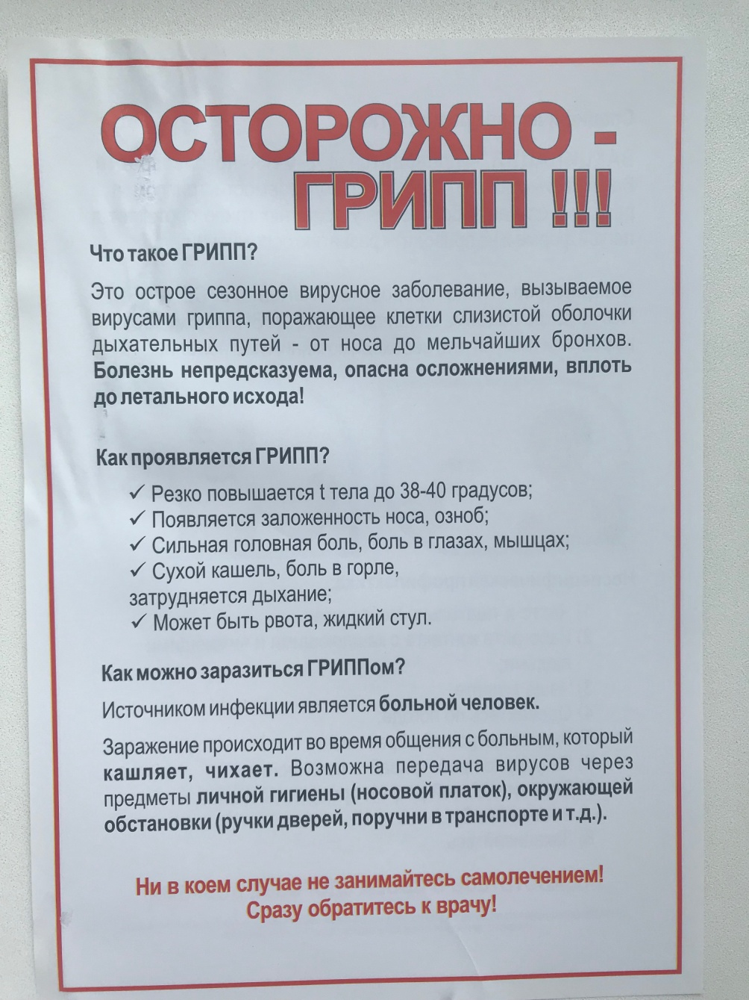 ОСТОРОЖНО -
ГРИПП !!!
Что такое ГРИПП?
Это острое сезонное вирусное заболевание, вызываемое
вирусами гриппа, поражающее клетки слизистой оболочки
дыхательных путей - от носа до мельчайших бронхов.
Болезнь непредсказуема, опасна осложнениями, вплоть
до летального исхода!
Как проявляется ГРИПП?
✓ Резко повышается t тела до 38-40 градусов;
✓ Появляется заложенность носа, озноб;
✓ Сильная головная боль, боль в глазах, мышцах;
✓ Сухой кашель, боль в горле,
затрудняется дыхание;
✓ Может быть рвота, жидкий стул.
Как можно заразиться ГРИППом?
Источником инфекции является больной человек.
Заражение происходит во время общения с больным, который
кашляет, чихает. Возможна передача вирусов через
предметы личной гигиены (носовой платок), окружающей
обстановки (ручки дверей, поручни в транспорте и т.д.).
Ни в коем случае не занимайтесь самолечением!
Сразу обратитесь к врачу!